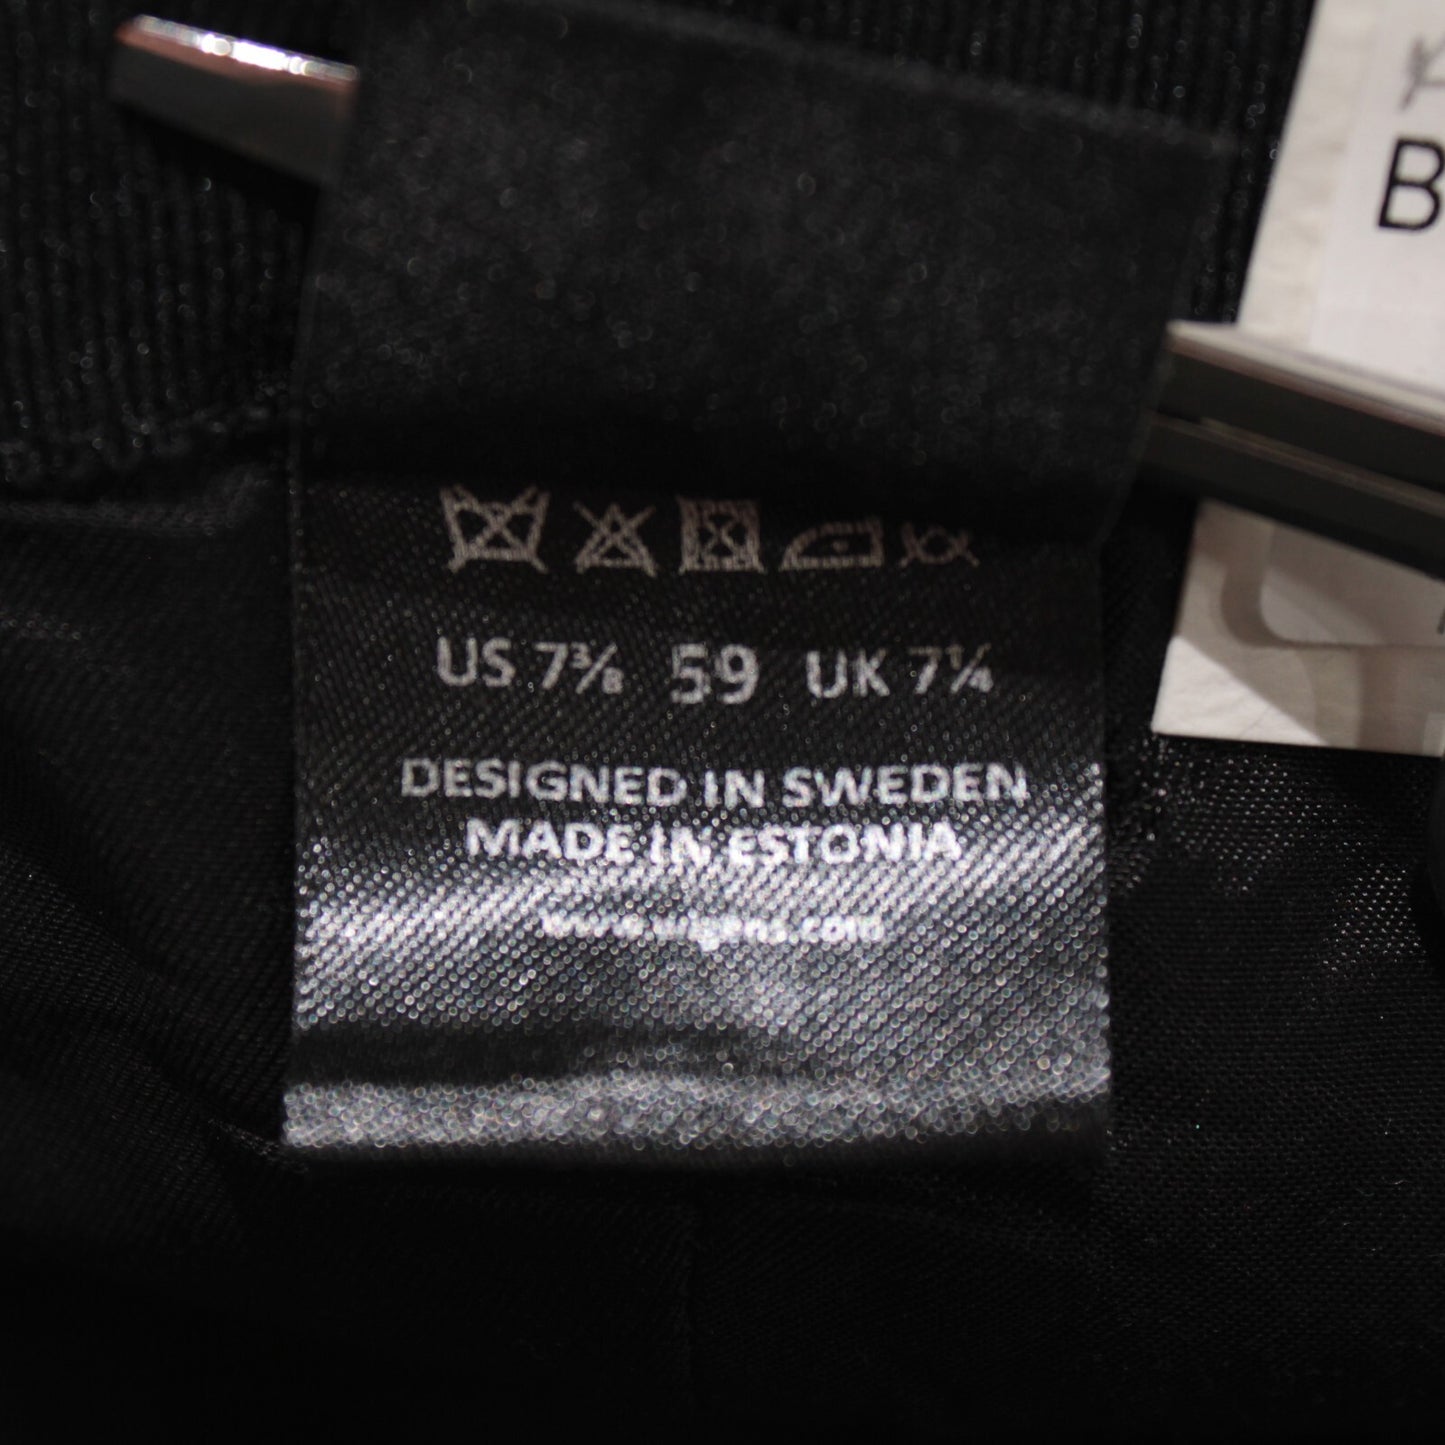 B
US 7⅜ 59 UK 7¼
DESIGNED IN SWEDEN
MADE IN ESTONIA